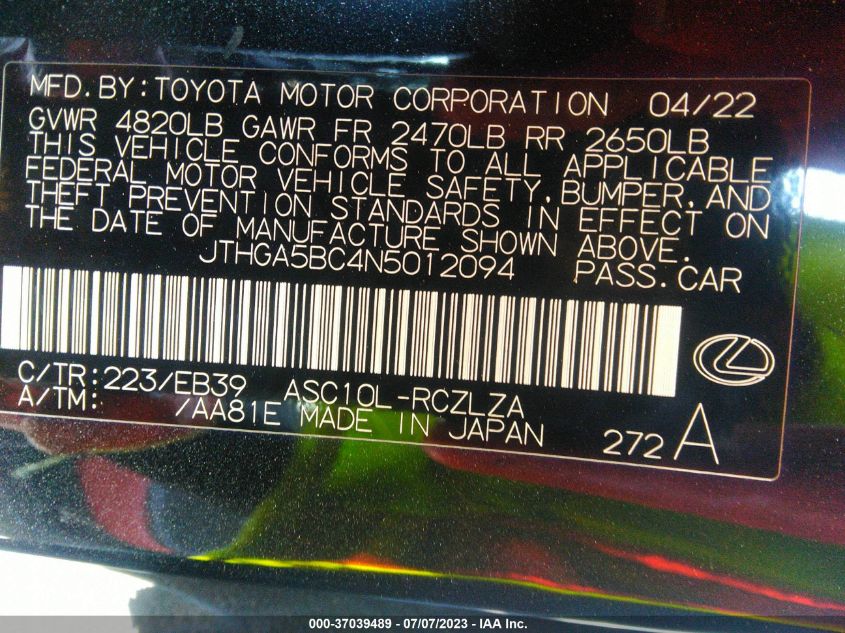 MFD.BY:TOYOTA MOTOR CORPORATION 04/22
GVWR 4820LB GAWR FR 2470LB RR 2650LB
THIS VEHICLE CONFORMS TO ALL APPLICABLE
FEDERAL MOTOR VEHICLE SAFETY,BUMPER,AND
THEFT PREVENTION STANDARDS IN EFFECT ON
THE DATE OF MANUFACTURE SHOWN ABOVE.
JTHGA5BC4N5012094 PASS.CAR
C/TR:223/EB39 ASC10L-RCZLZA
A/TM: /AA81E MADE IN JAPAN 272 A
000-37039489 - 07/07/2023 - IAA Inc.